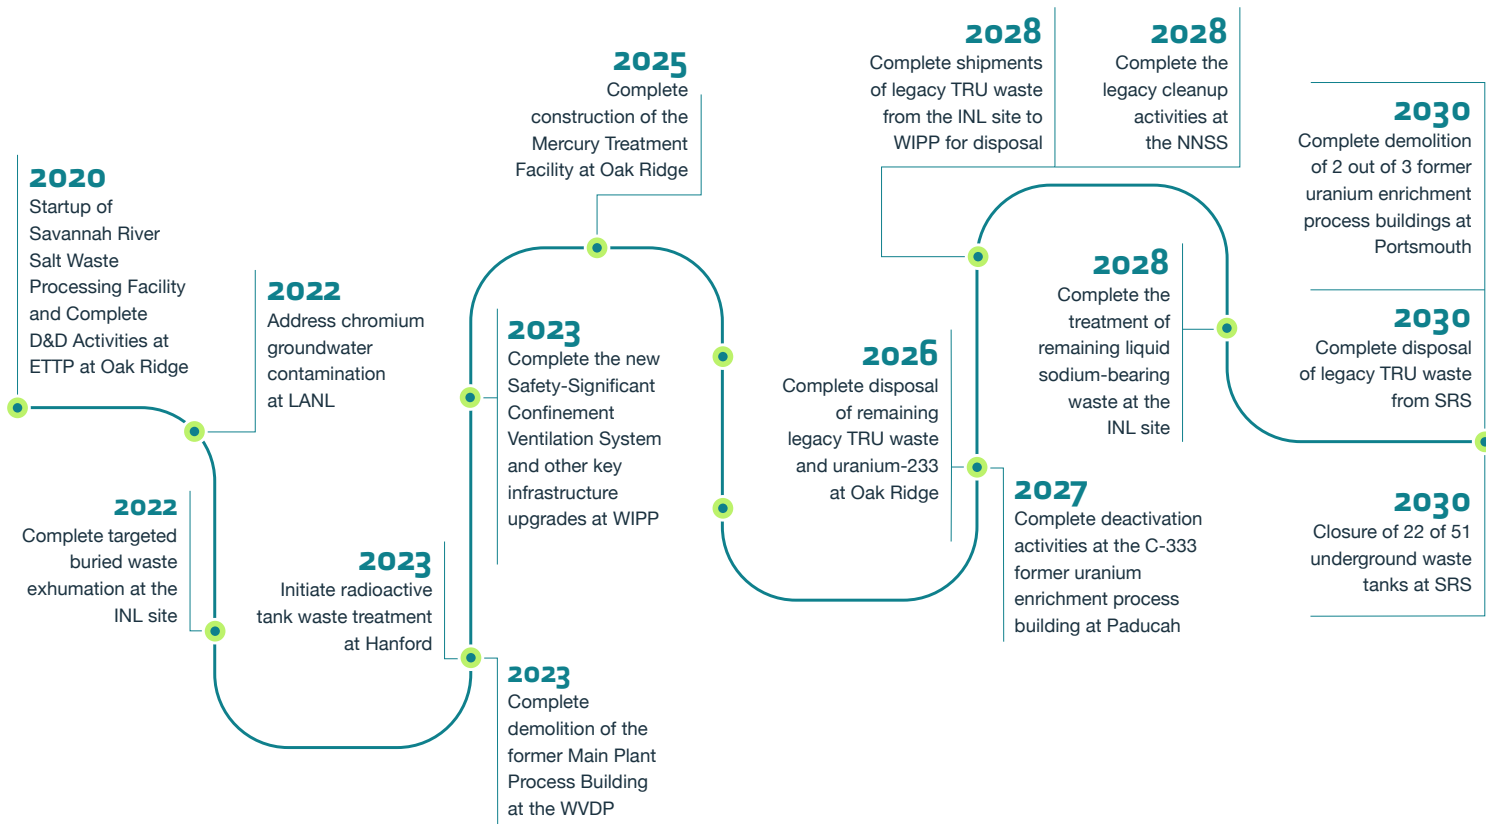 2020
Startup of
Savannah River
Salt Waste
Processing Facility
and Complete
D&D Activities at
ETTP at Oak Ridge
2022
Address chromium
groundwater
contamination
at LANL
2022
Complete targeted
buried waste
exhumation at the
INL site
2023
Initiate radioactive
tank waste treatment
at Hanford
2023
Complete
demolition of the
former Main Plant
Process Building
at the WVDP
2023
Complete the new
Safety-Significant
Confinement
Ventilation System
and other key
infrastructure
upgrades at WIPP
2025
Complete
construction of the
Mercury Treatment
Facility at Oak Ridge
2026
Complete disposal
of remaining
legacy TRU waste
and uranium-233
at Oak Ridge
2027
Complete deactivation
activities at the C-333
former uranium
enrichment process
building at Paducah
2028
Complete shipments
of legacy TRU waste
from the INL site to
WIPP for disposal
2028
Complete the
legacy cleanup
activities at
the NNSS
2028
Complete the
treatment of
remaining liquid
sodium-bearing
waste at the
INL site
2030
Complete demolition
of 2 out of 3 former
uranium enrichment
process buildings at
Portsmouth
2030
Complete disposal
of legacy TRU waste
from SRS
2030
Closure of 22 of 51
underground waste
tanks at SRS